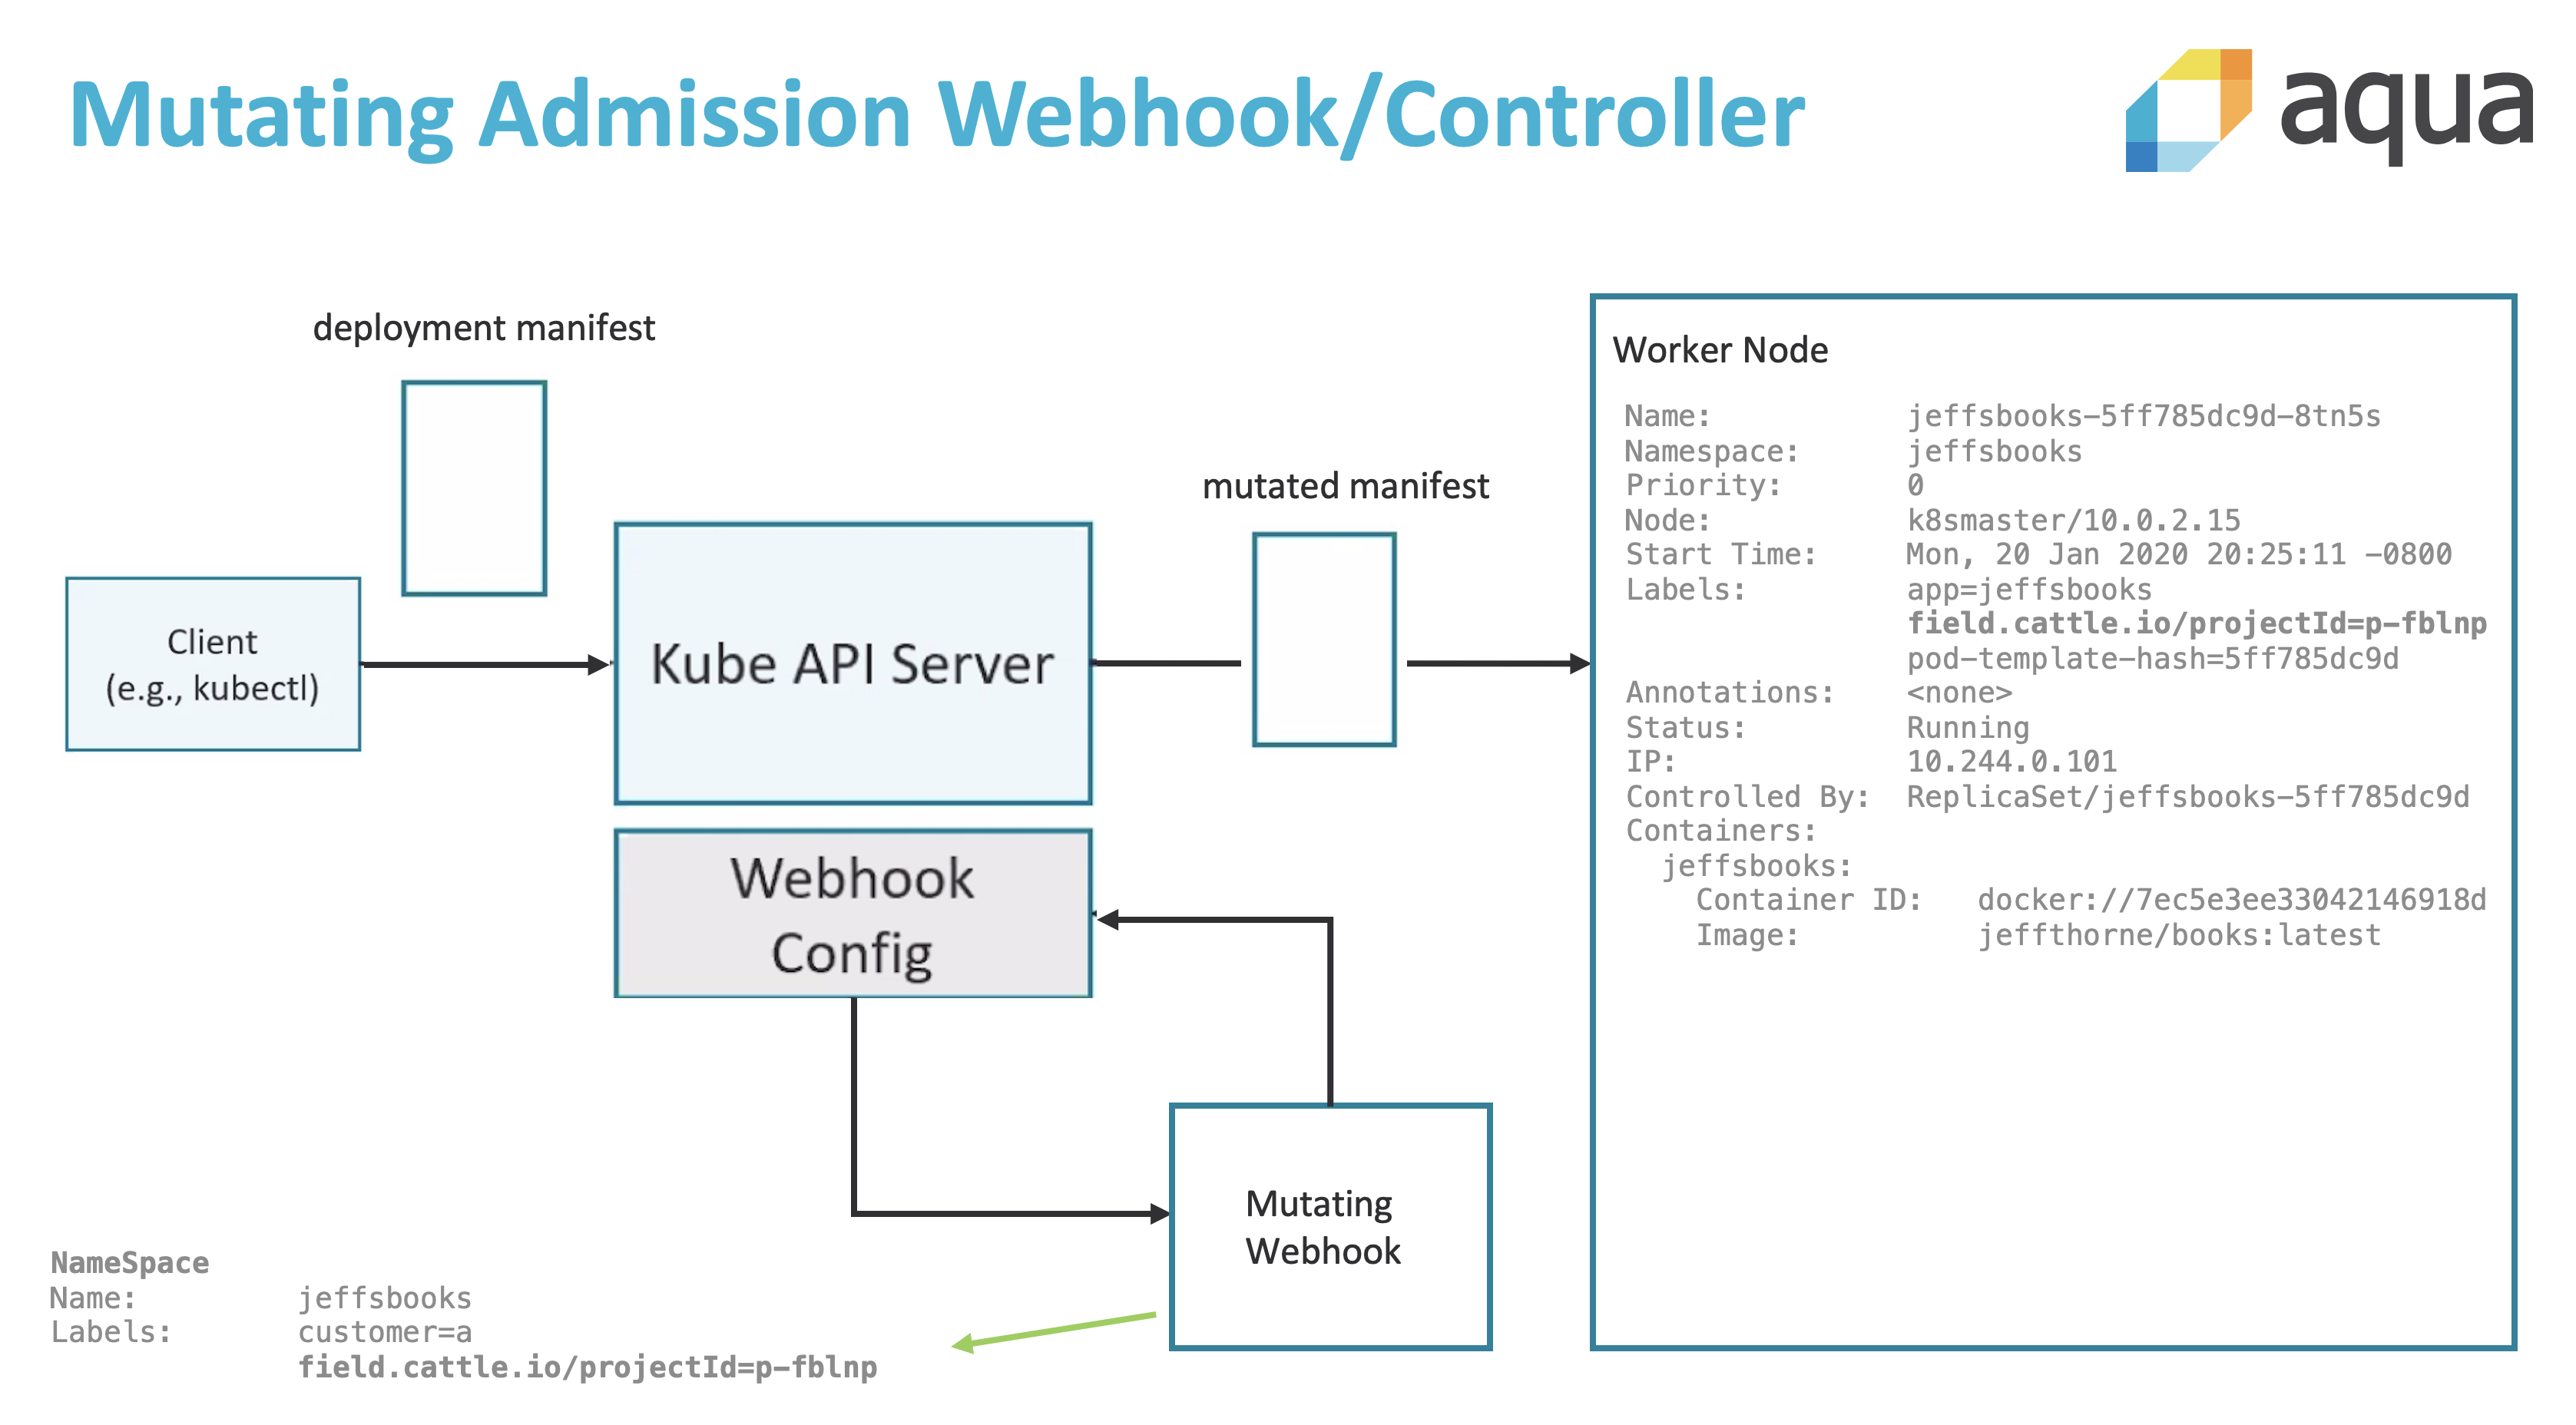 Mutating Admission Webhook/Controller
aqua
deployment manifest
Client
(e.g., kubectl)
Kube API Server
mutated manifest
Webhook
Config
Mutating
Webhook
NameSpace
Name: jeffsbooks
Labels: customer=a
field.cattle.io/projectId=p-fblnp
Worker Node
Name: jeffsbooks-5ff785dc9d-8tn5s
Namespace: jeffsbooks
Priority: 0
Node: k8smaster/10.0.2.15
Start Time: Mon, 20 Jan 2020 20:25:11 -0800
Labels: app=jeffsbooks
field.cattle.io/projectId=p-fblnp
pod-template-hash=5ff785dc9d
Annotations: <none>
Status: Running
IP: 10.244.0.101
Controlled By: ReplicaSet/jeffsbooks-5ff785dc9d
Containers:
jeffsbooks:
Container ID: docker://7ec5e3ee33042146918d
Image: jeffthorne/books:latest